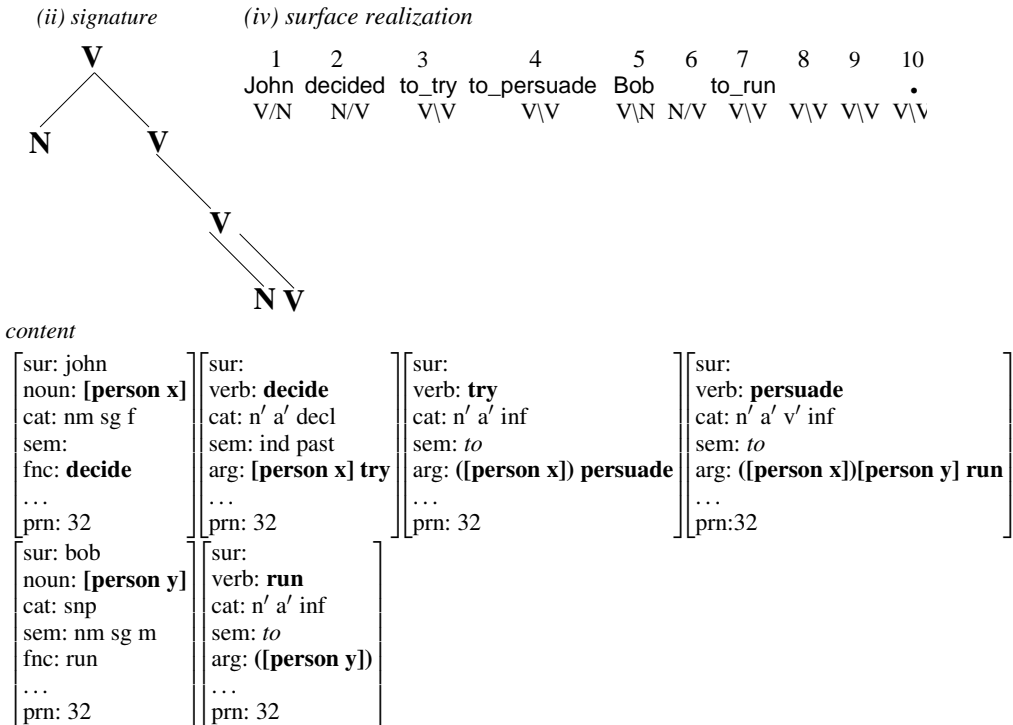 (ii) signature (iv) surface realization
V
1 2 3 4 5 6 7 8 9 10
John decided to_try to_persuade Bob to_run .
V/N N/V V\V V\V V\N N/V V\V V\V V\V V\V
N V
V
N V
content
sur: john sur: sur: sur:
noun: [person x] verb: decide verb: try verb: persuade
cat: nm sg f cat: n′ a′ decl cat: n′ a′ inf cat: n′ a′ v′ inf
sem: sem: ind past sem: to sem: to
fnc: decide arg: [person x] try arg: ([person x]) persuade arg: ([person x])[person y] run
... ... ... ...
prn: 32 prn: 32 prn: 32 prn:32
sur: bob sur:
noun: [person y] verb: run
cat: snp cat: n′ a′ inf
sem: nm sg m sem: to
fnc: run arg: ([person y])
... ...
prn: 32 prn: 32